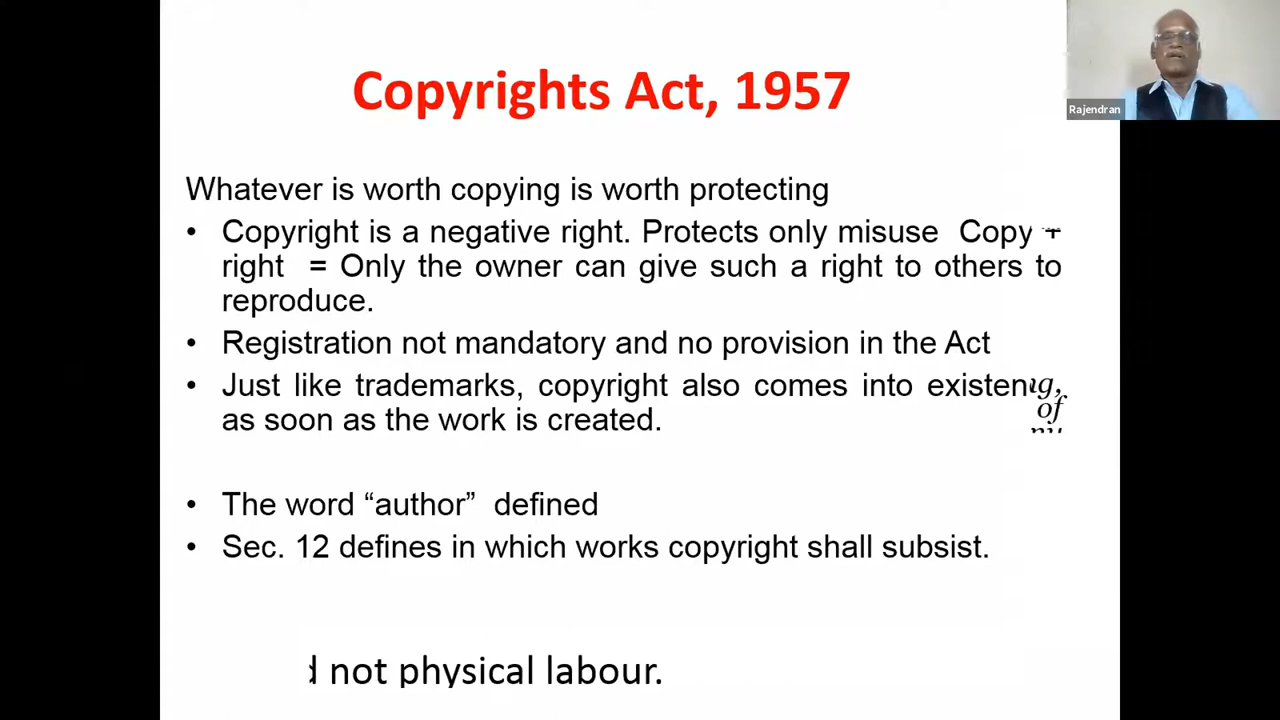 Copyrights Act, 1957
Rajendran
Whatever is worth copying is worth protecting
• Copyright is a negative right. Protects only misuse Copy +
right = Only the owner can give such a right to others to
reproduce.
• Registration not mandatory and no provision in the Act
• Just like trademarks, copyright also comes into
as soon as the work is created.
of
• The word “author” defined
• Sec. 12 defines in which works copyright shall subsist.
not physical labour.